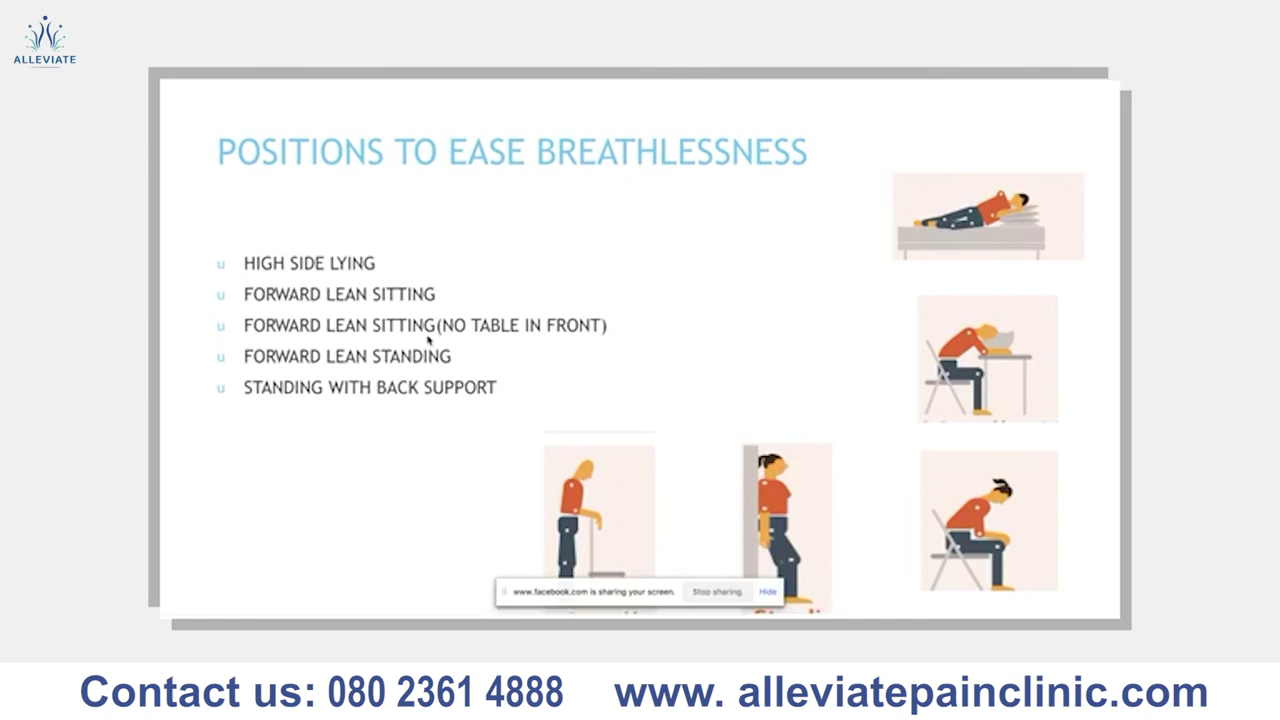 ALLEVIATE
POSITIONS TO EASE BREATHLESSNESS
u HIGH SIDE LYING
u FORWARD LEAN SITTING
u FORWARD LEAN SITTING(NO TABLE IN FRONT)
u FORWARD LEAN STANDING
u STANDING WITH BACK SUPPORT
www.facebook.com is sharing your screen. Stop sharing Hide
Contact us: 080 2361 4888 www. alleviatepainclinic.com